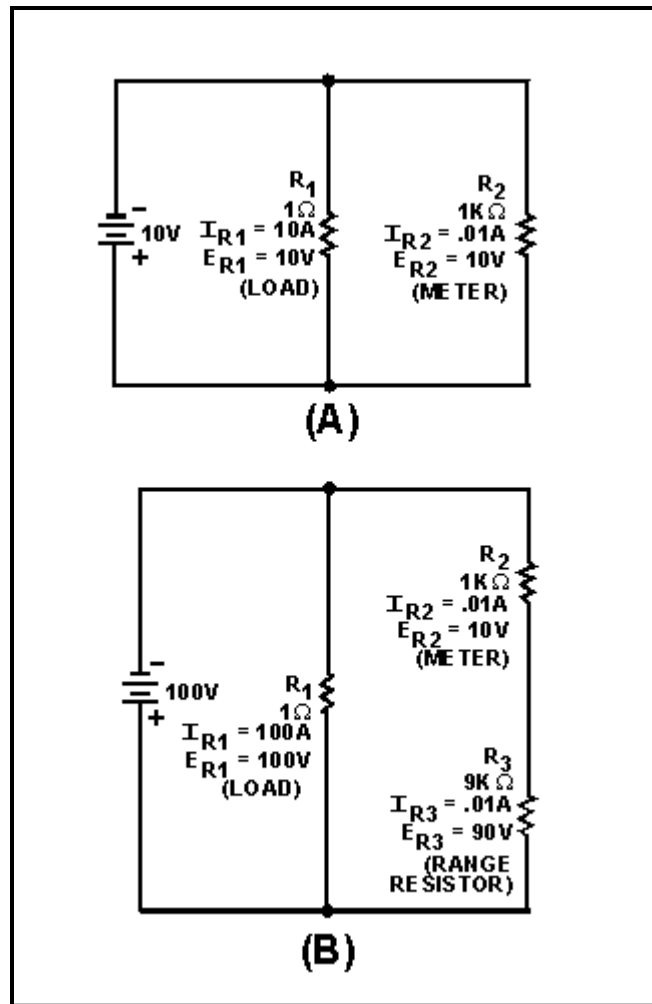 R1
1Ω
IR1 = 10A
ER1 = 10V
(LOAD)
R2
1KΩ
IR2 = .01A
ER2 = 10V
(METER)
-
10V
+
(A)
R2
1KΩ
IR2 = .01A
ER2 = 10V
(METER)
-
100V
+
R1
1Ω
IR1 = 100A
ER1 = 100V
(LOAD)
R3
9KΩ
IR3 = .01A
ER3 = 90V
(RANGE
RESISTOR)
(B)